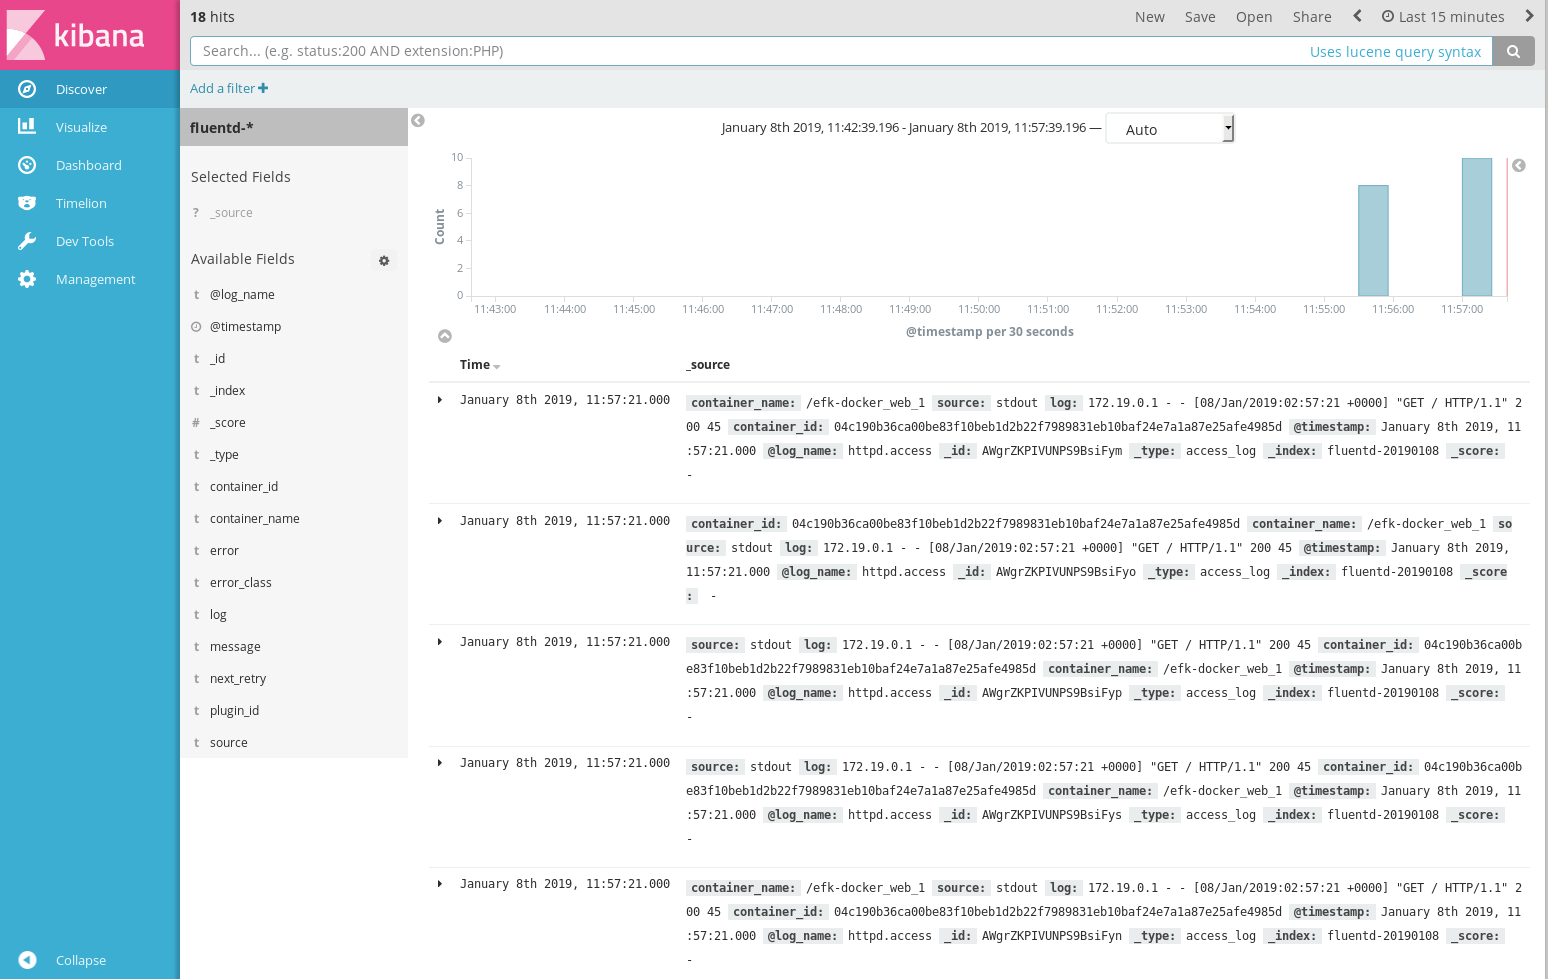 kibana
Discover
Visualize
Dashboard
Timelion
Dev Tools
Management
Collapse
18 hits
New Save Open Share Last 15 minutes
Search... (e.g. status:200 AND extension:PHP) Uses lucene query syntax
Add a filter
fluentd-*
Selected Fields
? _source
Available Fields
t @log_name
@timestamp
t _id
t _index
# _score
t _type
t container_id
t container_name
t error
t error_class
t log
t message
t next_retry
t plugin_id
t source
January 8th 2019, 11:42:39.196 - January 8th 2019, 11:57:39.196 — Auto
Count
10
8
6
4
2
0
11:43:00 11:44:00 11:45:00 11:46:00 11:47:00 11:48:00 11:49:00 11:50:00 11:51:00 11:52:00 11:53:00 11:54:00 11:55:00 11:56:00 11:57:00
@timestamp per 30 seconds
Time _source
January 8th 2019, 11:57:21.000 container_name: /efk-docker_web_1 source: stdout log: 172.19.0.1 - - [08/Jan/2019:02:57:21 +0000] "GET / HTTP/1.1" 2
00 45 container_id: 04c190b36ca00be83f10beb1d2b22f7989831eb10baf24e7a1a87e25afe4985d @timestamp: January 8th 2019, 11
:57:21.000 @log_name: httpd.access _id: AWgrZKPIVUNPS9BsiFym _type: access_log _index: fluentd-20190108 _score:
-
January 8th 2019, 11:57:21.000 container_id: 04c190b36ca00be83f10beb1d2b22f7989831eb10baf24e7a1a87e25afe4985d container_name: /efk-docker_web_1 so
urce: stdout log: 172.19.0.1 - - [08/Jan/2019:02:57:21 +0000] "GET / HTTP/1.1" 200 45 @timestamp: January 8th 2019,
11:57:21.000 @log_name: httpd.access _id: AWgrZKPIVUNPS9BsiFyo _type: access_log _index: fluentd-20190108 _score
: -
January 8th 2019, 11:57:21.000 source: stdout log: 172.19.0.1 - - [08/Jan/2019:02:57:21 +0000] "GET / HTTP/1.1" 200 45 container_id: 04c190b36ca00b
e83f10beb1d2b22f7989831eb10baf24e7a1a87e25afe4985d container_name: /efk-docker_web_1 @timestamp: January 8th 2019, 11
:57:21.000 @log_name: httpd.access _id: AWgrZKPIVUNPS9BsiFyp _type: access_log _index: fluentd-20190108 _score:
-
January 8th 2019, 11:57:21.000 source: stdout log: 172.19.0.1 - - [08/Jan/2019:02:57:21 +0000] "GET / HTTP/1.1" 200 45 container_id: 04c190b36ca00b
e83f10beb1d2b22f7989831eb10baf24e7a1a87e25afe4985d container_name: /efk-docker_web_1 @timestamp: January 8th 2019, 11
:57:21.000 @log_name: httpd.access _id: AWgrZKPIVUNPS9BsiFys _type: access_log _index: fluentd-20190108 _score:
-
January 8th 2019, 11:57:21.000 container_name: /efk-docker_web_1 source: stdout log: 172.19.0.1 - - [08/Jan/2019:02:57:21 +0000] "GET / HTTP/1.1" 2
00 45 container_id: 04c190b36ca00be83f10beb1d2b22f7989831eb10baf24e7a1a87e25afe4985d @timestamp: January 8th 2019, 11
:57:21.000 @log_name: httpd.access _id: AWgrZKPIVUNPS9BsiFyn _type: access_log _index: fluentd-20190108 _score:
-